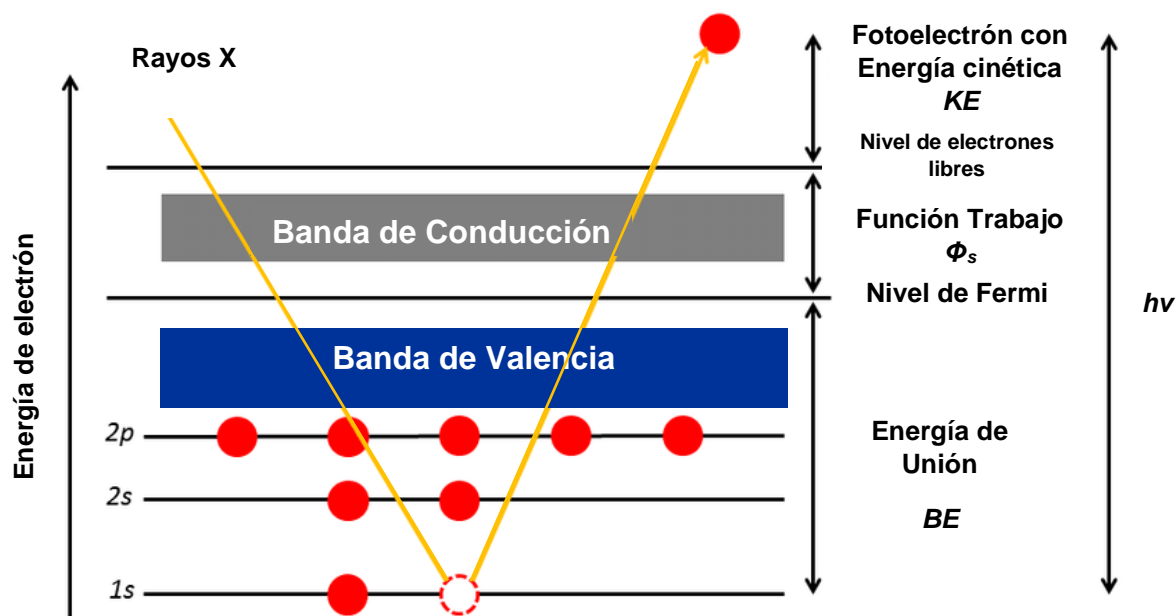 Rayos X
Fotoelectrón con
Energía cinética
KE
Nivel de electrones
libres
Banda de Conducción
Función Trabajo
Φs
Nivel de Fermi
hν
Energía de electrón
Banda de Valencia
2p
2s
1s
Energía de
Unión
BE